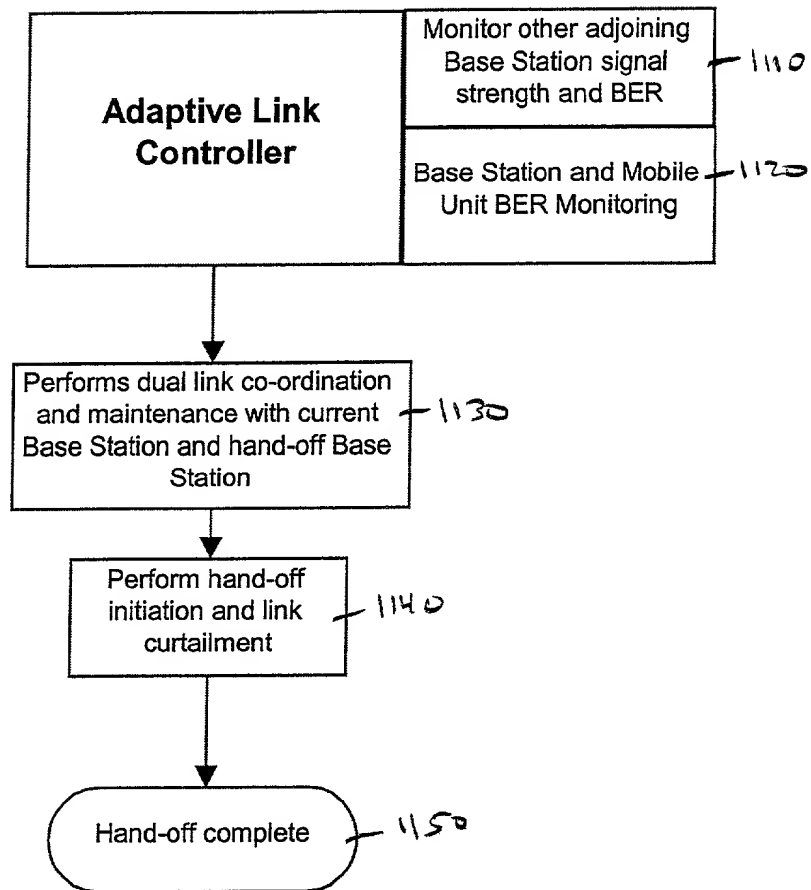 Adaptive Link
Controller
Monitor other adjoining
Base Station signal
strength and BER
1110
Base Station and Mobile
Unit BER Monitoring
1120
Performs dual link co-ordination
and maintenance with current
Base Station and hand-off Base
Station
1130
Perform hand-off
initiation and link
curtailment
1140
Hand-off complete
1150